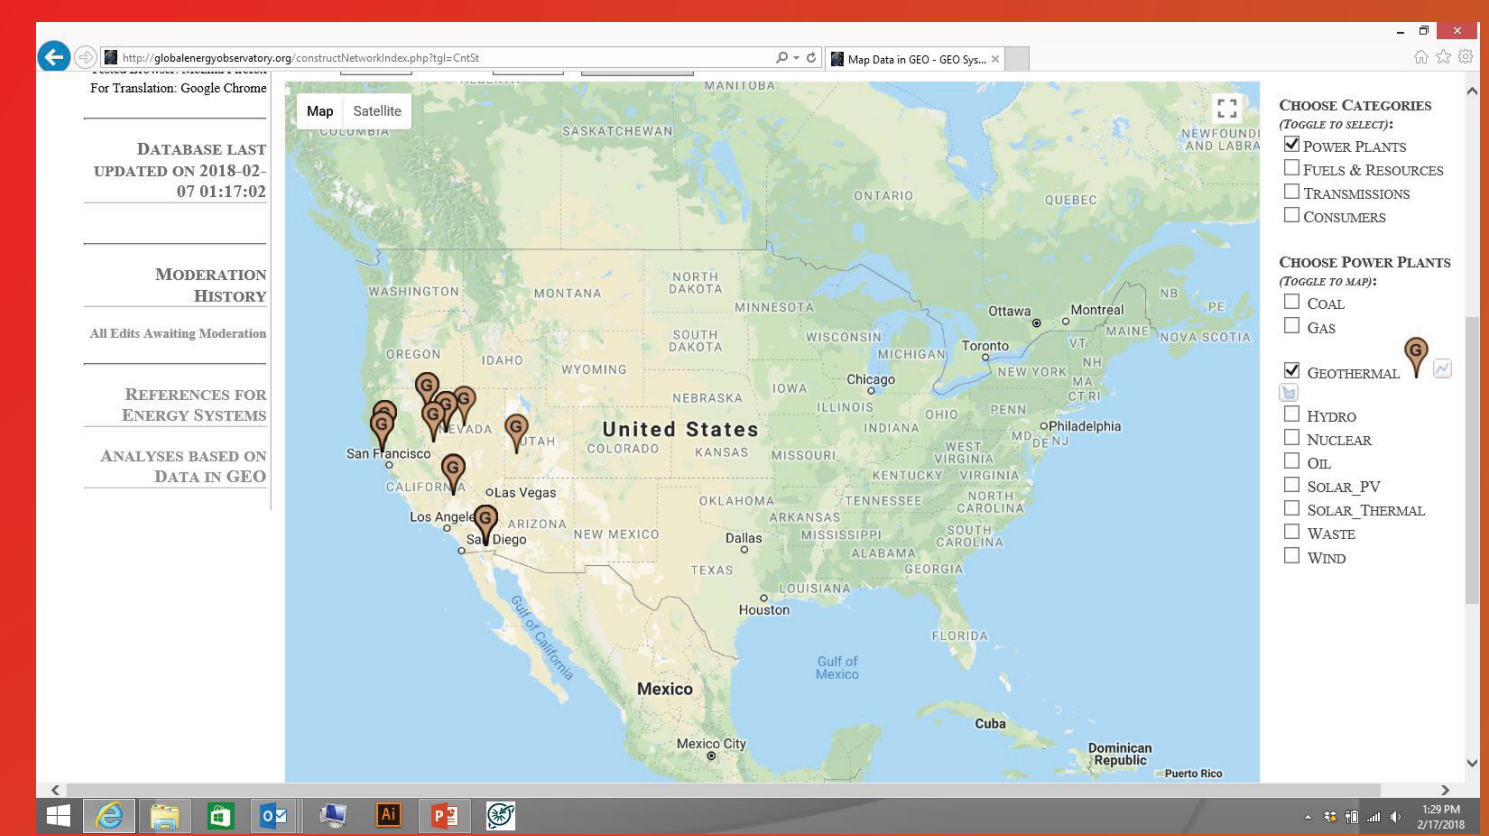 http://globalenergyobservatory.org/constructNetworkIndex.php?tgl=CntSt
Map Data in GEO - GEO Sys...
Tested Browser: Mozilla Firefox
For Translation: Google Chrome
DATABASE LAST
UPDATED ON 2018-02-
07 01:17:02
MODERATION
HISTORY
All Edits Awaiting Moderation
REFERENCES FOR
ENERGY SYSTEMS
ANALYSES BASED ON
DATA IN GEO
Map Satellite
ALBERTA
MANITOBA
COLUMBIA
SASKATCHEWAN
NEWFOUND
AND LABRA
ONTARIO
QUEBEC
WASHINGTON
MONTANA
NORTH
DAKOTA
MINNESOTA
Ottawa
Montreal
NB
PE
MAINE
NOVA SCOTIA
OREGON
IDAHO
SOUTH
DAKOTA
WISCONSIN
MICHIGAN
Toronto
VT
NH
WYOMING
Chicago
NEW YORK
MA
CT RI
NEBRASKA
IOWA
ILLINOIS
INDIANA
OHIO
PENN
Philadelphia
G
G
G
G
G
G
G
G
G
G
NEVADA
UTAH
United States
COLORADO
KANSAS
MISSOURI
WEST
VIRGINIA
MD
DE NJ
San Francisco
KENTUCKY
VIRGINIA
CALIFORNIA
Las Vegas
OKLAHOMA
TENNESSEE
NORTH
CAROLINA
Los Angele
ARIZONA
NEW MEXICO
ARKANSAS
MISSISSIPPI
SOUTH
CAROLINA
San Diego
Dallas
ALABAMA
TEXAS
GEORGIA
LOUISIANA
Houston
FLORIDA
Gulf of California
Gulf of
Mexico
Mexico
Cuba
Mexico City
Dominican
Republic
Puerto Rico
CHOOSE CATEGORIES
(TOGGLE TO SELECT):
POWER PLANTS
FUELS & RESOURCES
TRANSMISSIONS
CONSUMERS
CHOOSE POWER PLANTS
(TOGGLE TO MAP):
COAL
GAS
GEOTHERMAL G
HYDRO
NUCLEAR
OIL
SOLAR_PV
SOLAR_THERMAL
WASTE
WIND
Ai
1:29 PM
2/17/2018